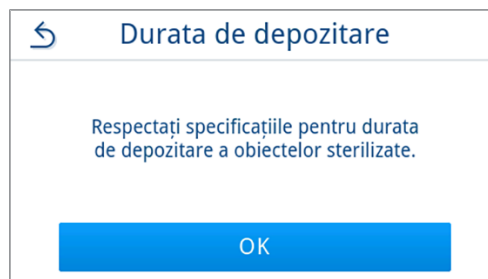 Durata de depozitare
Respectați specificațiile pentru durata
de depozitare a obiectelor sterilizate.
OK